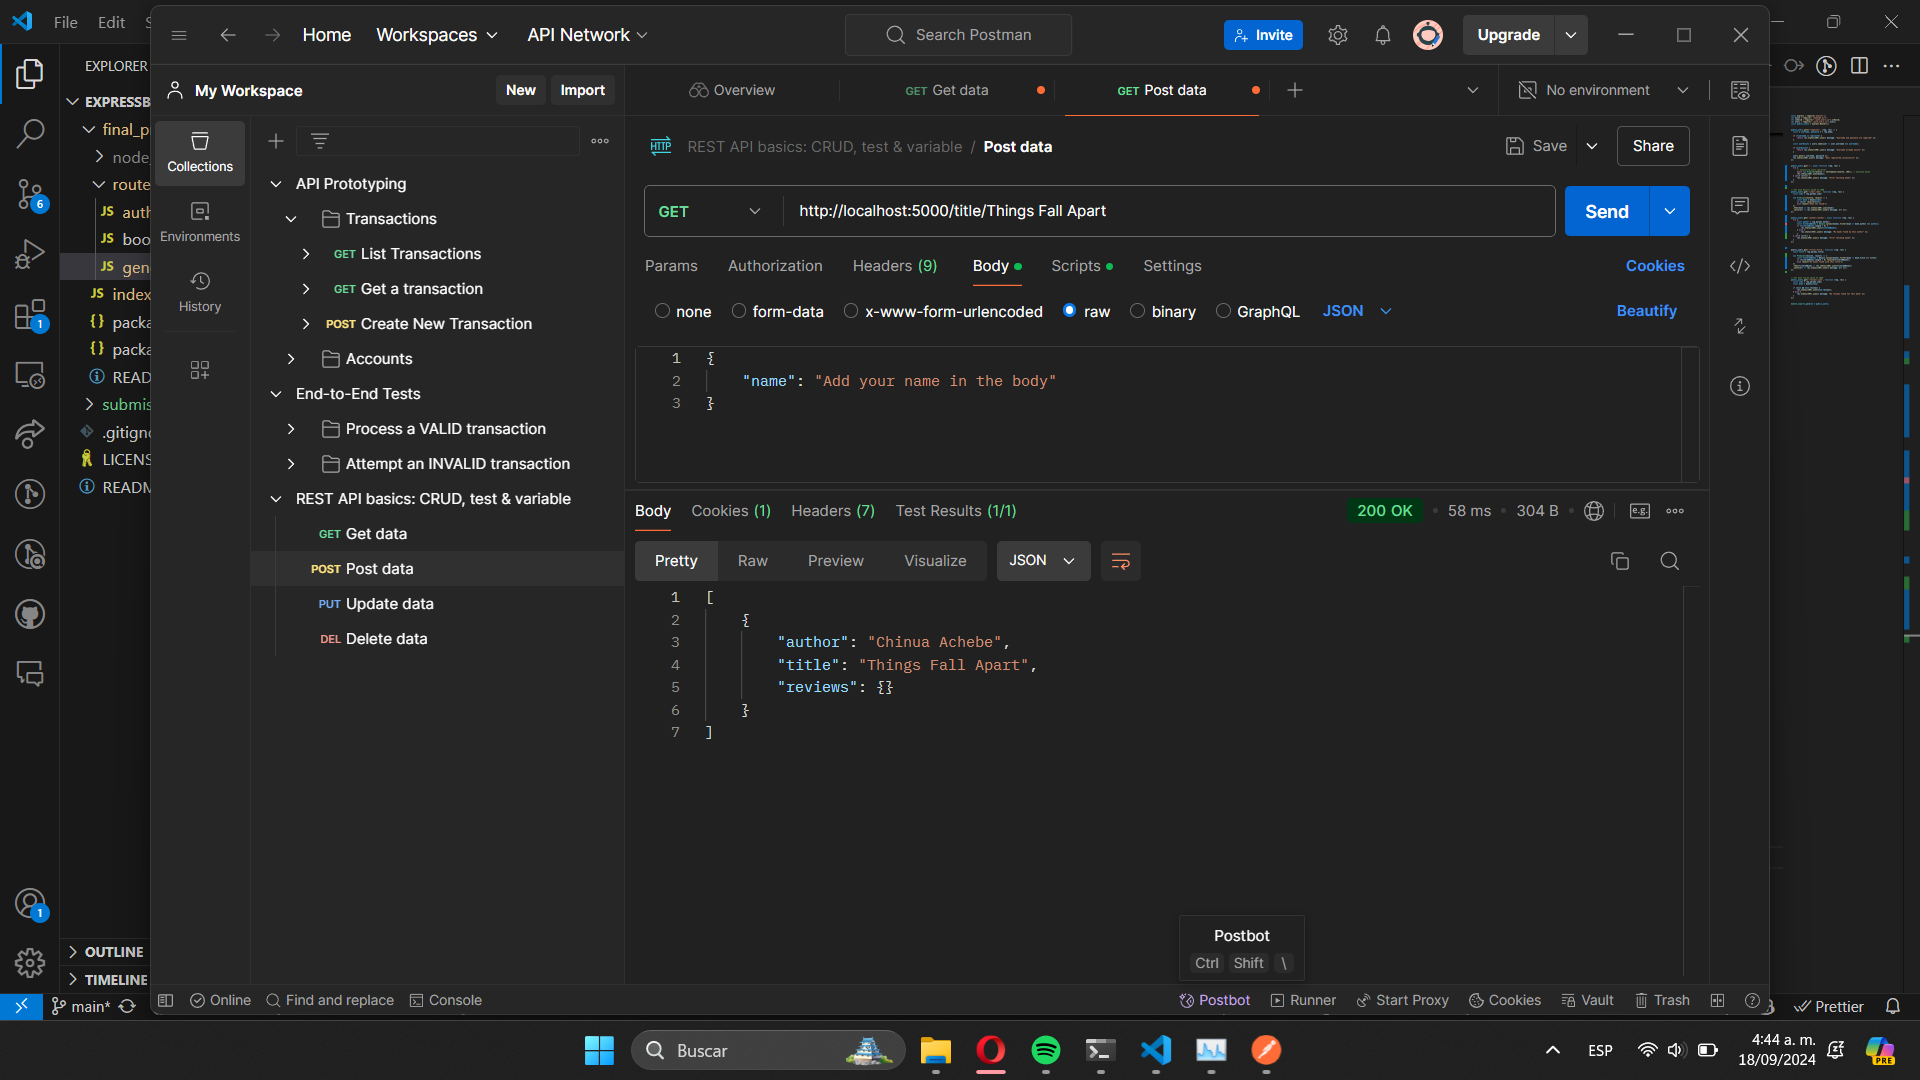 File Edit S
Home Workspaces API Network
Search Postman
Invite
Upgrade
EXPLORER
My Workspace
New Import
Overview
GET Get data
GET Post data
No environment
EXPRESSB
final_p
node_
route
auth
boo
gen
index
packa
packa
READ
submis
.gitigno
LICENS
READM
OUTLINE
TIMELINE
Collections
Environments
History
API Prototyping
Transactions
GET List Transactions
GET Get a transaction
POST Create New Transaction
Accounts
End-to-End Tests
Process a VALID transaction
Attempt an INVALID transaction
REST API basics: CRUD, test & variable
GET Get data
POST Post data
PUT Update data
DEL Delete data
HTTP REST API basics: CRUD, test & variable / Post data
Save
Share
GET
http://localhost:5000/title/Things Fall Apart
Send
Params Authorization Headers (9) Body Scripts Settings
Cookies
none form-data x-www-form-urlencoded raw binary GraphQL JSON
Beautify
1 {
2 "name": "Add your name in the body"
3 }
Body Cookies (1) Headers (7) Test Results (1/1)
200 OK 58 ms 304 B
e.g.
Pretty Raw Preview Visualize JSON
1 [
2 {
3 "author": "Chinua Achebe",
4 "title": "Things Fall Apart",
5 "reviews": {}
6 }
7 ]
Postbot
Ctrl Shift \
Online Find and replace Console
Postbot Runner Start Proxy Cookies Vault Trash
main*
Prettier
Buscar
ESP
4:44 a. m.
18/09/2024
PRE